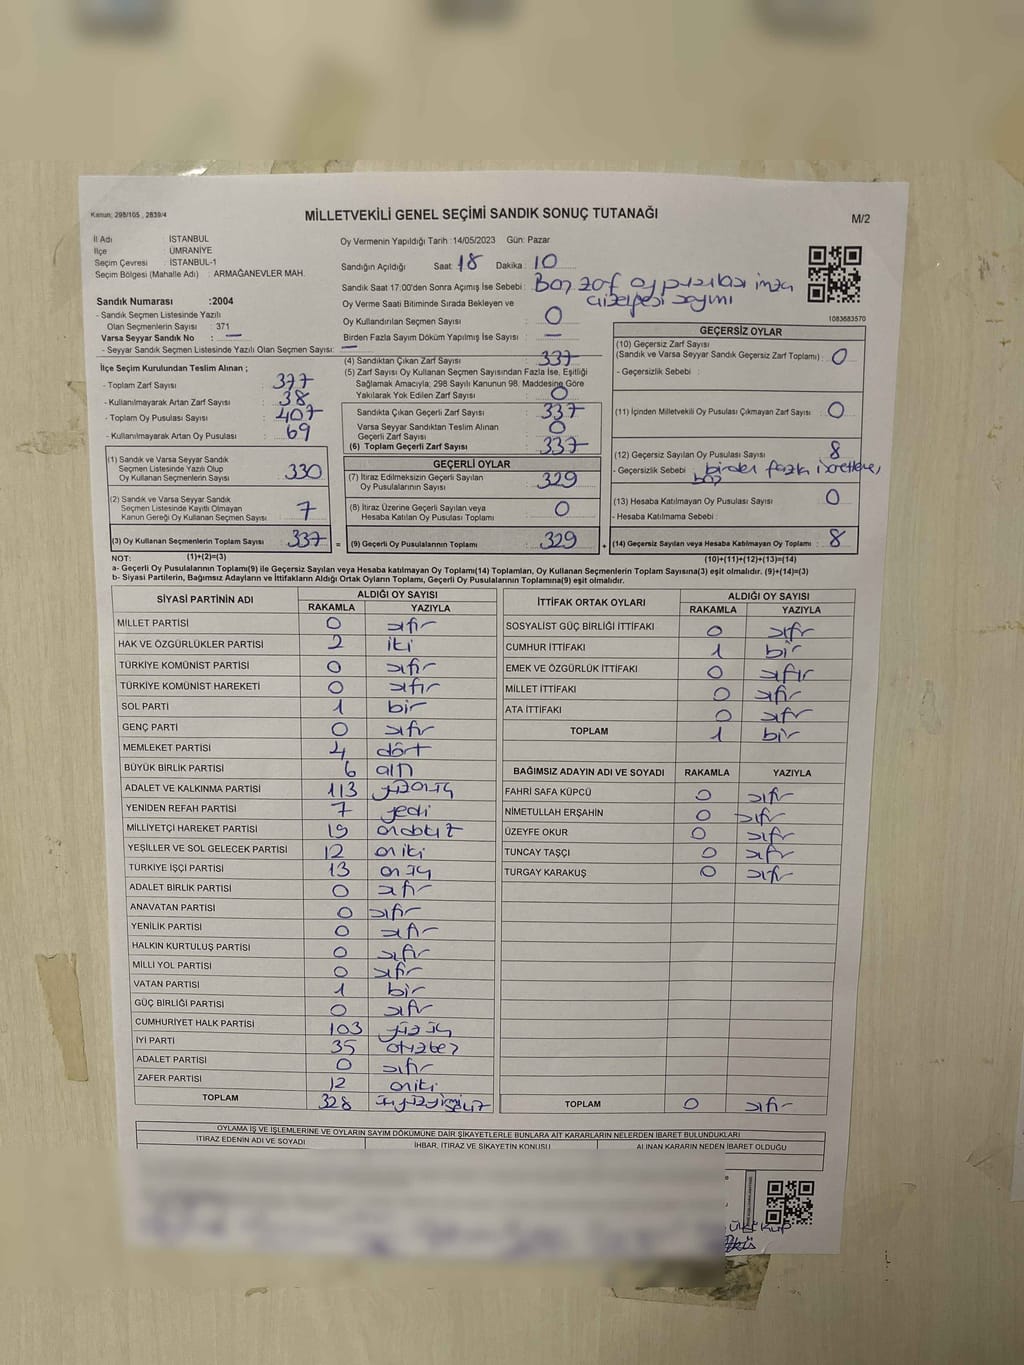 Kanun; 298/105 , 2839/4
MİLLETVEKİLİ GENEL SEÇİMİ SANDIK SONUÇ TUTANAĞI
M/2
İl Adı İSTANBUL
İlçe ÜMRANİYE
Seçim Çevresi : İSTANBUL-1
Seçim Bölgesi (Mahalle Adı) : ARMAĞANEVLER MAH.
Oy Vermenin Yapıldığı Tarih :14/05/2023 Gün: Pazar
Sandığın Açıldığı Saat: 18 Dakika : 10
Sandık Saat 17:00'den Sonra Açılmış İse Sebebi : Boş zarf oy pusulası imza
çizelgesi sayımı
Oy Verme Saati Bitiminde Sırada Bekleyen ve
Oy Kullandırılan Seçmen Sayısı : 0
Birden Fazla Sayım Döküm Yapılmış İse Sayısı : —
1083683570
Sandık Numarası :2004
- Sandık Seçmen Listesinde Yazılı
Olan Seçmenlerin Sayısı : 371
Varsa Seyyar Sandık No : —
- Seyyar Sandık Seçmen Listesinde Yazılı Olan Seçmen Sayısı: —
İlçe Seçim Kurulundan Teslim Alınan ;
- Toplam Zarf Sayısı : 377
- Kullanılmayarak Artan Zarf Sayısı : 38
- Toplam Oy Pusulası Sayısı : 407
- Kullanılmayarak Artan Oy Pusulası : 69
(1) Sandık ve Varsa Seyyar Sandık
Seçmen Listesinde Yazılı Olup
Oy Kullanan Seçmenlerin Sayısı : 330
(2) Sandık ve Varsa Seyyar Sandık
Seçmen Listesinde Kayıtlı Olmayan
Kanun Gereği Oy Kullanan Seçmen Sayısı : 7
(3) Oy Kullanan Seçmenlerin Toplam Sayısı : 337
(4) Sandıktan Çıkan Zarf Sayısı : 337
(5) Zarf Sayısı Oy Kullanan Seçmen Sayısından Fazla İse, Eşitliği
Sağlamak Amacıyla; 298 Sayılı Kanunun 98. Maddesine Göre
Yakılarak Yok Edilen Zarf Sayısı : 0
Sandıkta Çıkan Geçerli Zarf Sayısı : 337
Varsa Seyyar Sandıktan Teslim Alınan
Geçerli Zarf Sayısı : 0
(6) Toplam Geçerli Zarf Sayısı : 337
GEÇERLİ OYLAR
(7) İtiraz Edilmeksizin Geçerli Sayılan
Oy Pusulalarının Sayısı : 329
(8) İtiraz Üzerine Geçerli Sayılan veya
Hesaba Katılan Oy Pusulası Toplamı : 0
= (9) Geçerli Oy Pusulalarının Toplamı : 329
GEÇERSİZ OYLAR
(10) Geçersiz Zarf Sayısı
(Sandık ve Varsa Seyyar Sandık Geçersiz Zarf Toplamı) : 0
- Geçersizlik Sebebi :
(11) İçinden Milletvekili Oy Pusulası Çıkmayan Zarf Sayısı : 0
(12) Geçersiz Sayılan Oy Pusulası Sayısı : 8
- Geçersizlik Sebebi : birden fazla işaretleme,
boş
(13) Hesaba Katılmayan Oy Pusulası Sayısı : 0
- Hesaba Katılmama Sebebi :
+ (14) Geçersiz Sayılan veya Hesaba Katılmayan Oy Toplamı : 8
NOT: (1)+(2)=(3) (10)+(11)+(12)+(13)=(14)
a- Geçerli Oy Pusulalarının Toplamı(9) ile Geçersiz Sayılan veya Hesaba Katılmayan Oy Toplamı(14) Toplamları, Oy Kullanan Seçmenlerin Toplam Sayısına(3) eşit olmalıdır. (9)+(14)=(3)
b- Siyasi Partilerin, Bağımsız Adayların ve İttifakların Aldığı Ortak Oyların Toplamı, Geçerli Oy Pusulalarının Toplamına(9) eşit olmalıdır.
SİYASİ PARTİNİN ADI ALDIĞI OY SAYISI
RAKAMLA YAZIYLA
MİLLET PARTİSİ 0 sıfır
HAK VE ÖZGÜRLÜKLER PARTİSİ 2 iki
TÜRKİYE KOMÜNİST PARTİSİ 0 sıfır
TÜRKİYE KOMÜNİST HAREKETİ 0 sıfır
SOL PARTİ 1 bir
GENÇ PARTİ 0 sıfır
MEMLEKET PARTİSİ 4 dört
BÜYÜK BİRLİK PARTİSİ 6 altı
ADALET VE KALKINMA PARTİSİ 113 yüzonüç
YENİDEN REFAH PARTİSİ 7 yedi
MİLLİYETÇİ HAREKET PARTİSİ 19 ondokuz
YEŞİLLER VE SOL GELECEK PARTİSİ 12 oniki
TÜRKİYE İŞÇİ PARTİSİ 13 onüç
ADALET BİRLİK PARTİSİ 0 sıfır
ANAVATAN PARTİSİ 0 sıfır
YENİLİK PARTİSİ 0 sıfır
HALKIN KURTULUŞ PARTİSİ 0 sıfır
MİLLİ YOL PARTİSİ 0 sıfır
VATAN PARTİSİ 1 bir
GÜÇ BİRLİĞİ PARTİSİ 0 sıfır
CUMHURİYET HALK PARTİSİ 103 yüzüç
İYİ PARTİ 35 otuzbeş
ADALET PARTİSİ 0 sıfır
ZAFER PARTİSİ 12 oniki
TOPLAM 328 üçyüzyirmisekiz
İTTİFAK ORTAK OYLARI ALDIĞI OY SAYISI
RAKAMLA YAZIYLA
SOSYALİST GÜÇ BİRLİĞİ İTTİFAKI 0 sıfır
CUMHUR İTTİFAKI 1 bir
EMEK VE ÖZGÜRLÜK İTTİFAKI 0 sıfır
MİLLET İTTİFAKI 0 sıfır
ATA İTTİFAKI 0 sıfır
TOPLAM 1 bir
BAĞIMSIZ ADAYIN ADI VE SOYADI RAKAMLA YAZIYLA
FAHRİ SAFA KÜPCÜ 0 sıfır
NİMETULLAH ERŞAHİN 0 sıfır
ÜZEYFE OKUR 0 sıfır
TUNCAY TAŞÇI 0 sıfır
TURGAY KARAKUŞ 0 sıfır
TOPLAM 0 sıfır
OYLAMA İŞ VE İŞLEMLERİNE VE OYLARIN SAYIM DÖKÜMÜNE DAİR ŞİKAYETLERLE BUNLARA AİT KARARLARIN NELERDEN İBARET BULUNDUKLARI
İTİRAZ EDENİN ADI VE SOYADI İHBAR, İTİRAZ VE ŞİKAYETİN KONUSU ALINAN KARARIN NEDEN İBARET OLDUĞU